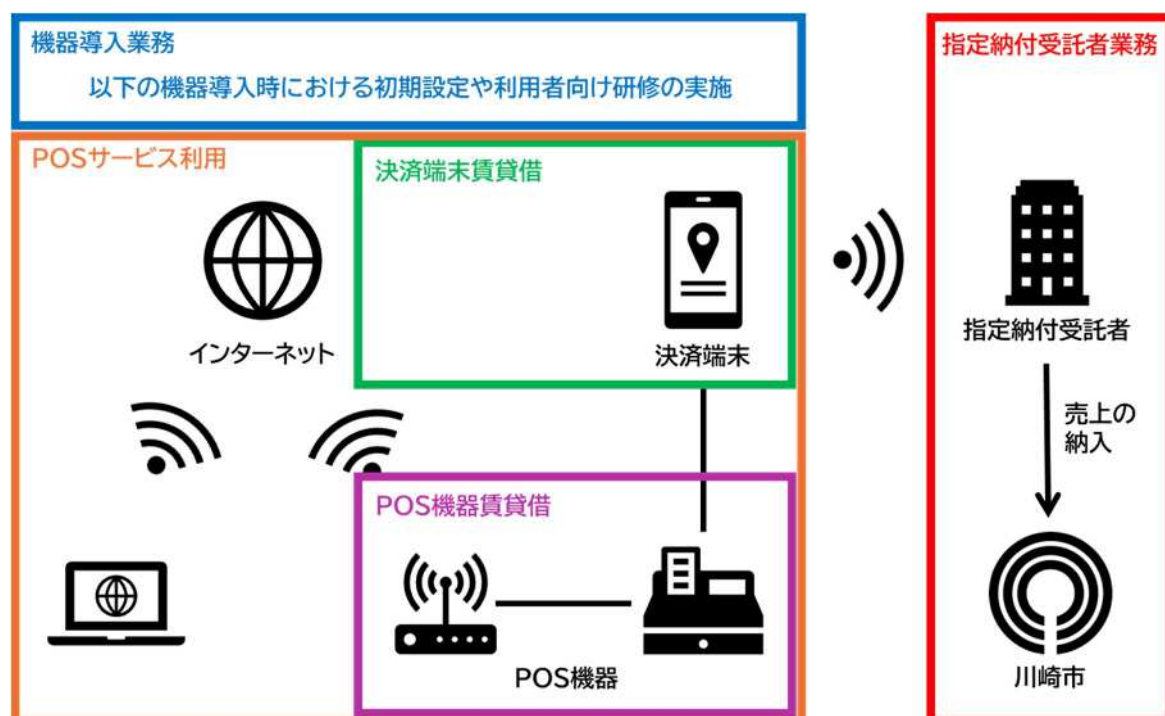 機器導入業務
以下の機器導入時における初期設定や利用者向け研修の実施
指定納付受託者業務
POSサービス利用
決済端末賃貸借
インターネット
決済端末
指定納付受託者
売上の
納入
POS機器賃貸借
POS機器
川崎市